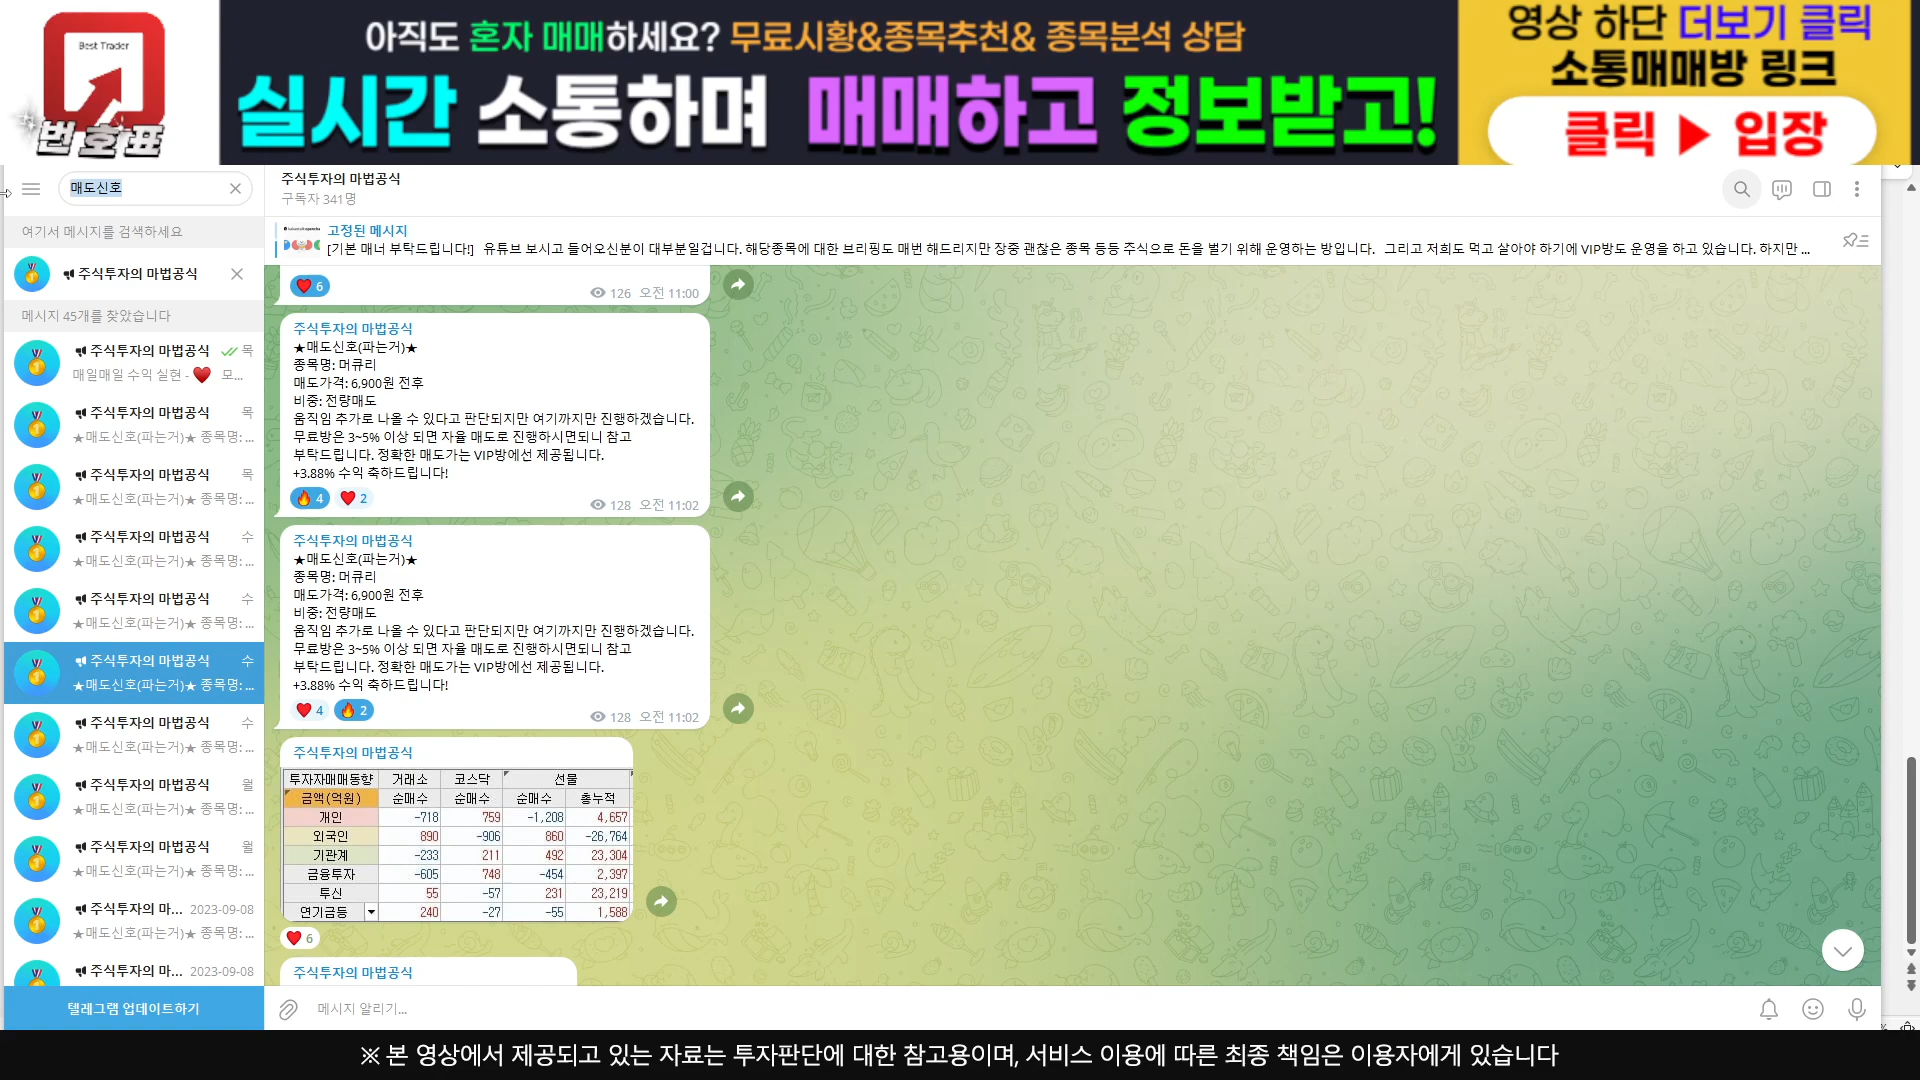 Best Trader
번호표
아직도 혼자 매매하세요? 무료시황&종목추천& 종목분석 상담
실시간 소통하며 매매하고 정보받고!
영상 하단 더보기 클릭
소통매매방 링크
클릭 ▶ 입장
매도신호
여기서 메시지를 검색하세요
주식투자의 마법공식
메시지 45개를 찾았습니다
주식투자의 마법공식 목
매일매일 수익 실현 - ❤️ 모...
주식투자의 마법공식 목
★매도신호(파는거)★ 종목명: ...
주식투자의 마법공식 목
★매도신호(파는거)★ 종목명: ...
주식투자의 마법공식 수
★매도신호(파는거)★ 종목명: ...
주식투자의 마법공식 수
★매도신호(파는거)★ 종목명: ...
주식투자의 마법공식 수
★매도신호(파는거)★ 종목명: ...
주식투자의 마법공식 수
★매도신호(파는거)★ 종목명: ...
주식투자의 마법공식 월
★매도신호(파는거)★ 종목명: ...
주식투자의 마법공식 월
★매도신호(파는거)★ 종목명: ...
주식투자의 마... 2023-09-08
★매도신호(파는거)★ 종목명: ...
주식투자의 마... 2023-09-08
텔레그램 업데이트하기
주식투자의 마법공식
구독자 341명
고정된 메시지
[기본 매너 부탁드립니다!] 유튜브 보시고 들어오신분이 대부분일겁니다. 해당종목에 대한 브리핑도 매번 해드리지만 장중 괜찮은 종목 등등 주식으로 돈을 벌기 위해 운영하는 방입니다. 그리고 저희도 먹고 살아야 하기에 VIP방도 운영을 하고 있습니다. 하지만 ...
❤️ 6 126 오전 11:00
주식투자의 마법공식
★매도신호(파는거)★
종목명: 머큐리
매도가격: 6,900원 전후
비중: 전량매도
움직임 추가로 나올 수 있다고 판단되지만 여기까지만 진행하겠습니다.
무료방은 3~5% 이상 되면 자율 매도로 진행하시면되니 참고
부탁드립니다. 정확한 매도가는 VIP방에선 제공됩니다.
+3.88% 수익 축하드립니다!
🔥 4 ❤️ 2 128 오전 11:02
주식투자의 마법공식
★매도신호(파는거)★
종목명: 머큐리
매도가격: 6,900원 전후
비중: 전량매도
움직임 추가로 나올 수 있다고 판단되지만 여기까지만 진행하겠습니다.
무료방은 3~5% 이상 되면 자율 매도로 진행하시면되니 참고
부탁드립니다. 정확한 매도가는 VIP방에선 제공됩니다.
+3.88% 수익 축하드립니다!
❤️ 4 🔥 2 128 오전 11:02
주식투자의 마법공식
투자자매매동향 거래소 코스닥 선물
금액(억원) 순매수 순매수 순매수 총누적
개인 -718 759 -1,208 4,657
외국인 890 -906 860 -26,764
기관계 -233 211 492 23,304
금융투자 -605 748 -454 2,397
투신 55 -57 231 23,219
연기금등 240 -27 -55 1,588
❤️ 6
주식투자의 마법공식
메시지 알리기...
※ 본 영상에서 제공되고 있는 자료는 투자판단에 대한 참고용이며, 서비스 이용에 따른 최종 책임은 이용자에게 있습니다